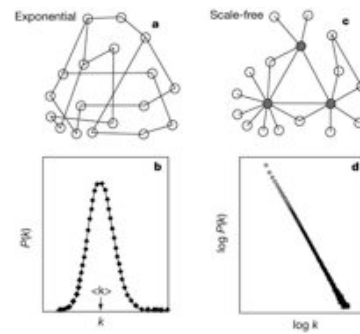 Exponential
a
Scale-free
c
b
P(k)
<k>
k
d
log P(k)
log k